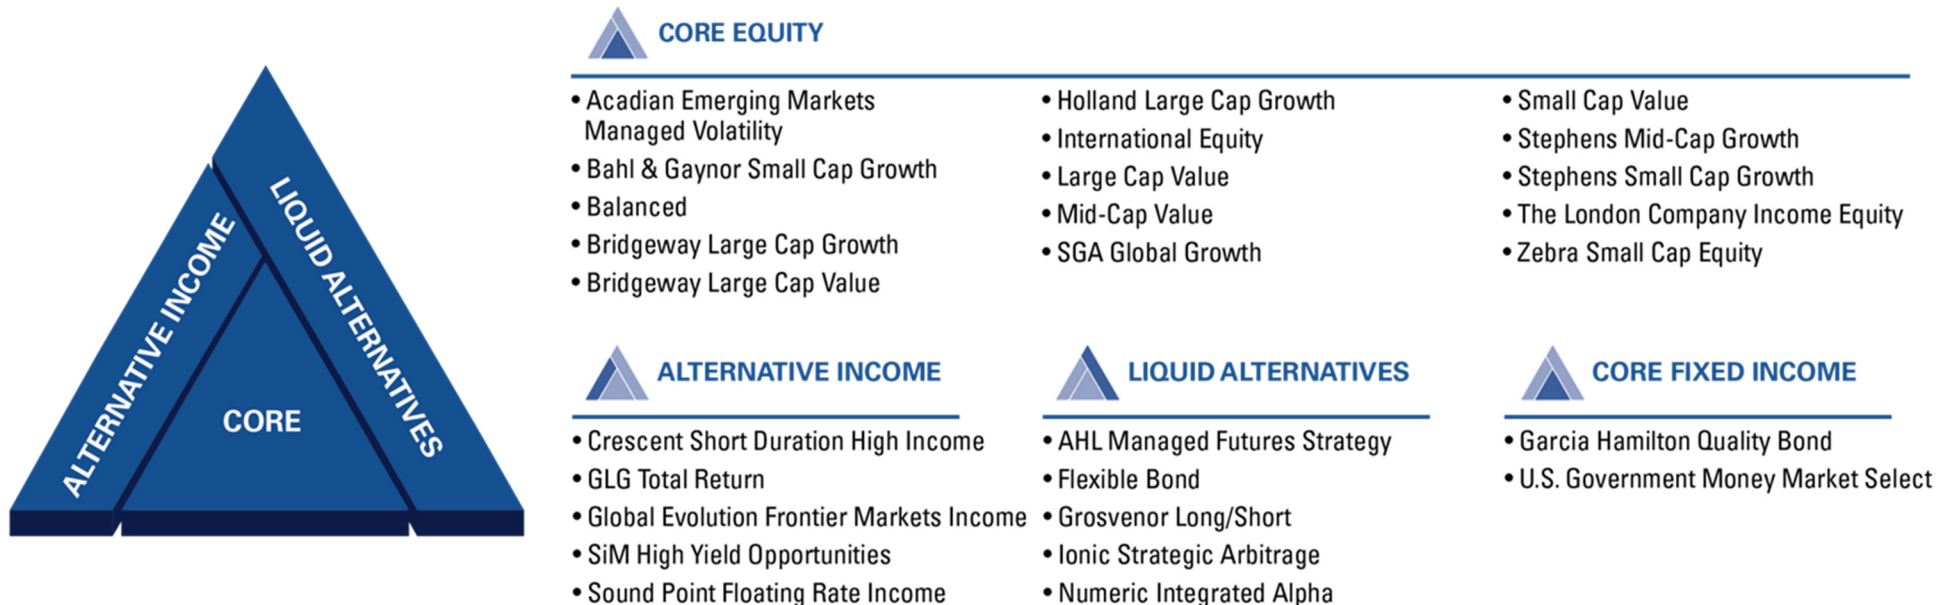 ALTERNATIVE INCOME
LIQUID ALTERNATIVES
CORE
CORE EQUITY
• Acadian Emerging Markets
Managed Volatility
• Bahl & Gaynor Small Cap Growth
• Balanced
• Bridgeway Large Cap Growth
• Bridgeway Large Cap Value
• Holland Large Cap Growth
• International Equity
• Large Cap Value
• Mid-Cap Value
• SGA Global Growth
• Small Cap Value
• Stephens Mid-Cap Growth
• Stephens Small Cap Growth
• The London Company Income Equity
• Zebra Small Cap Equity
ALTERNATIVE INCOME
• Crescent Short Duration High Income
• GLG Total Return
• Global Evolution Frontier Markets Income
• SiM High Yield Opportunities
• Sound Point Floating Rate Income
LIQUID ALTERNATIVES
• AHL Managed Futures Strategy
• Flexible Bond
• Grosvenor Long/Short
• Ionic Strategic Arbitrage
• Numeric Integrated Alpha
CORE FIXED INCOME
• Garcia Hamilton Quality Bond
• U.S. Government Money Market Select